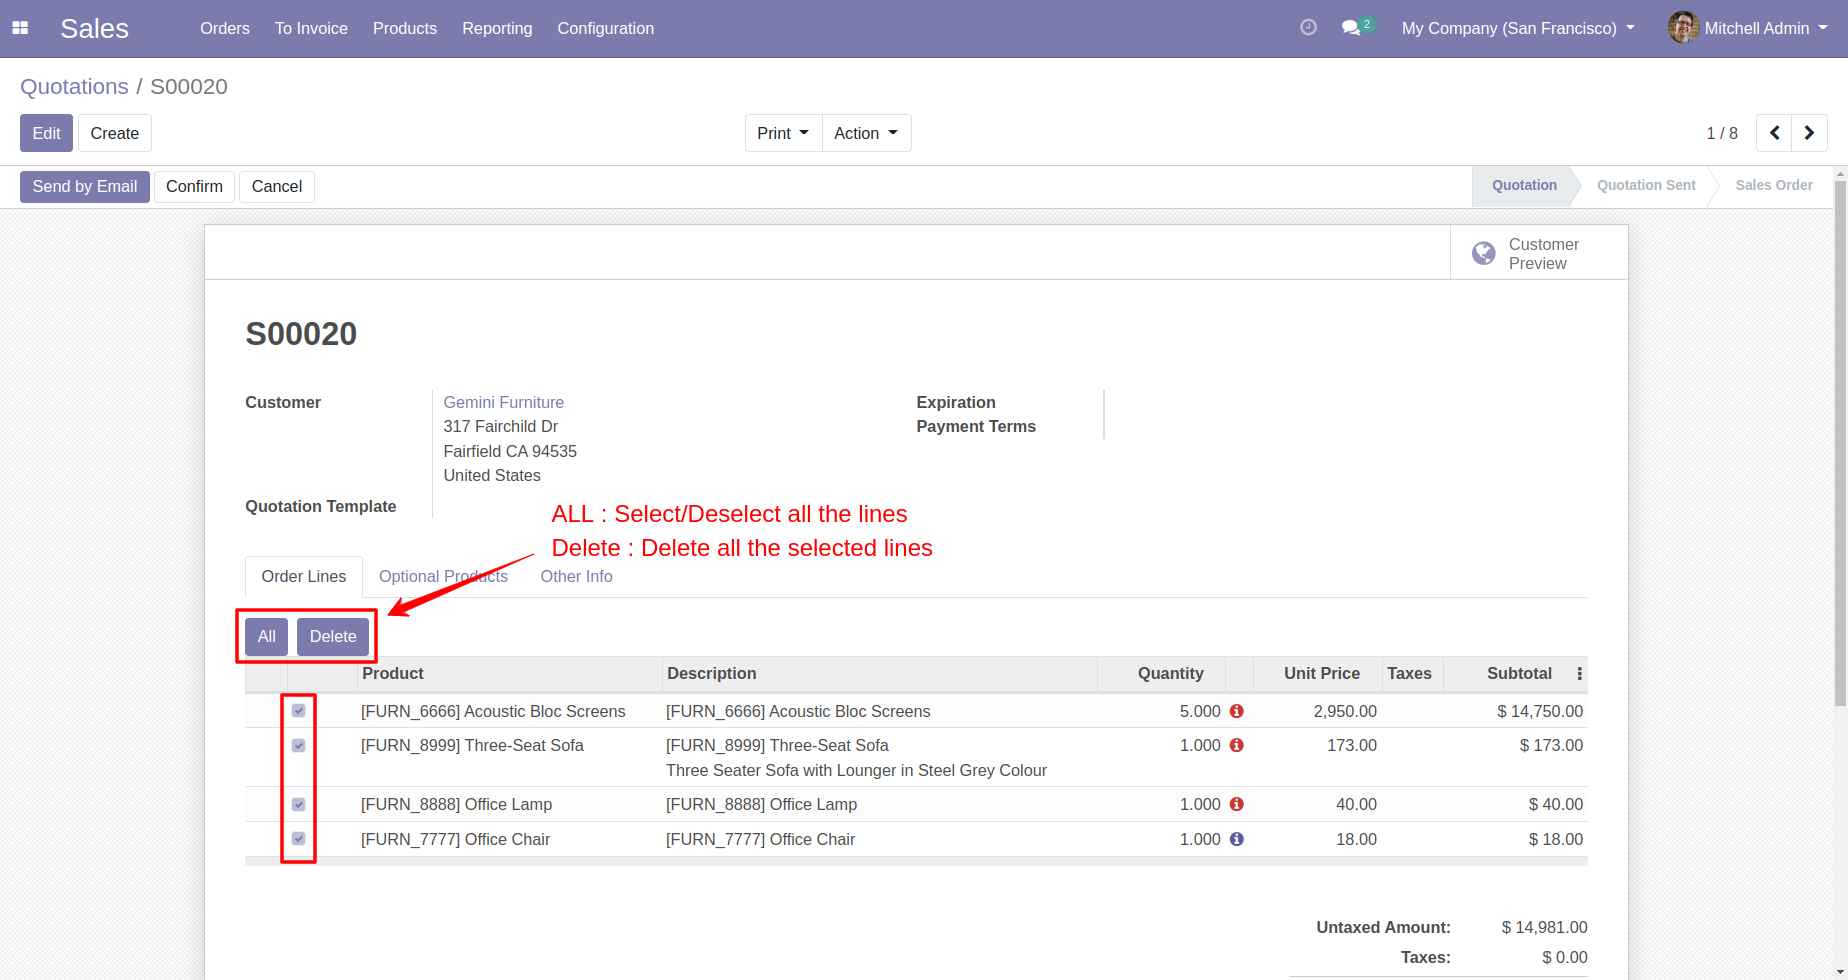 Sales Orders To Invoice Products Reporting Configuration 2 My Company (San Francisco) Mitchell Admin
Quotations / S00020
Edit Create Print Action 1 / 8
Send by Email Confirm Cancel Quotation Quotation Sent Sales Order
Customer
Preview
S00020
Customer Gemini Furniture Expiration
317 Fairchild Dr Payment Terms
Fairfield CA 94535
United States
Quotation Template
ALL : Select/Deselect all the lines
Delete : Delete all the selected lines
Order Lines Optional Products Other Info
All Delete
Product Description Quantity Unit Price Taxes Subtotal
[FURN_6666] Acoustic Bloc Screens [FURN_6666] Acoustic Bloc Screens 5.000 2,950.00 $ 14,750.00
[FURN_8999] Three-Seat Sofa [FURN_8999] Three-Seat Sofa 1.000 173.00 $ 173.00
Three Seater Sofa with Lounger in Steel Grey Colour
[FURN_8888] Office Lamp [FURN_8888] Office Lamp 1.000 40.00 $ 40.00
[FURN_7777] Office Chair [FURN_7777] Office Chair 1.000 18.00 $ 18.00
Untaxed Amount: $ 14,981.00
Taxes: $ 0.00